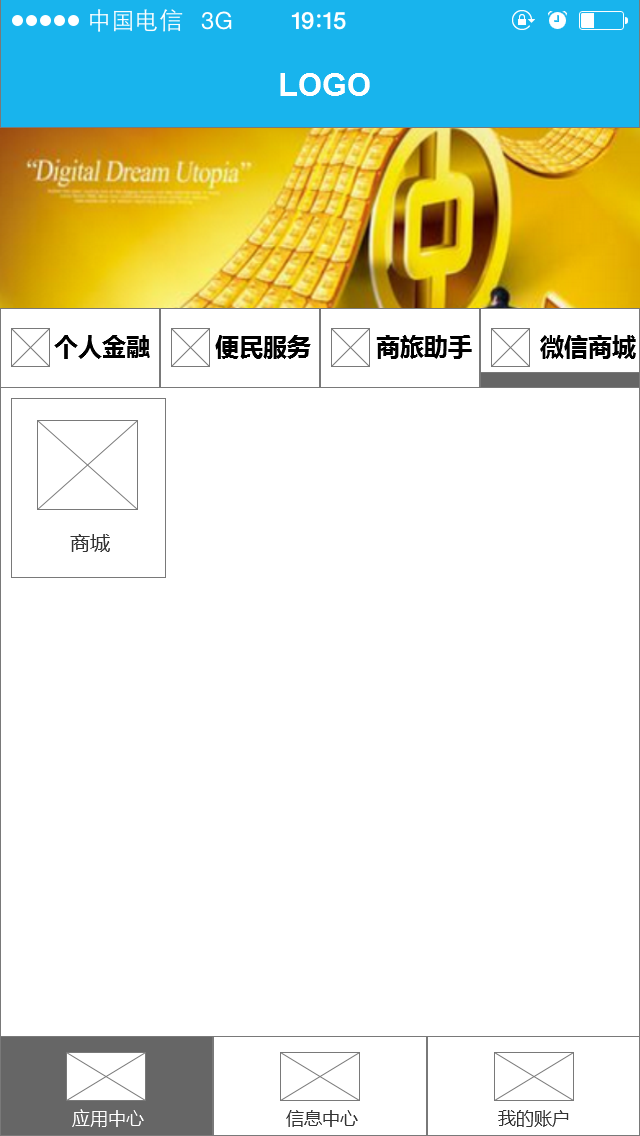 中国电信 3G 19:15
LOGO
“Digital Dream Utopia”
个人金融 便民服务 商旅助手 微信商城
商城
应用中心 信息中心 我的账户